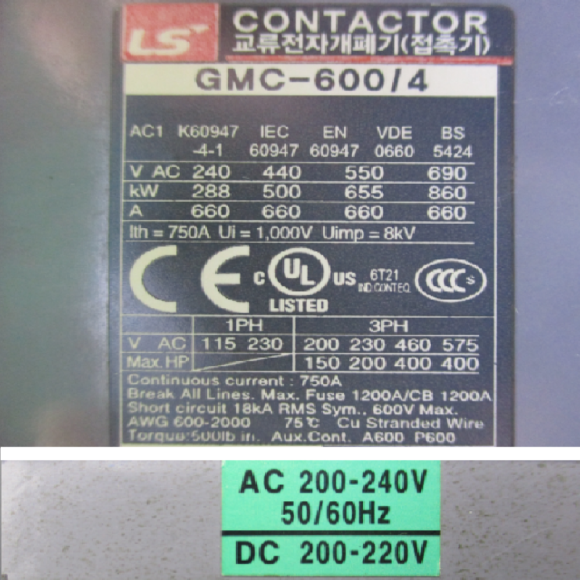 LS CONTACTOR
교류전자개폐기(접촉기)
GMC-600/4
AC1 K60947 IEC EN VDE BS
-4-1 60947 60947 0660 5424
V AC 240 440 550 690
kW 288 500 655 860
A 660 660 660 660
Ith = 750A Ui = 1,000V Uimp = 8kV
CE C UL US LISTED 6T21 IND.CONT.EQ. CCC S
1PH 3PH
V AC 115 230 200 230 460 575
Max. HP 150 200 400 400
Continuous current : 750A
Break All Lines. Max. Fuse 1200A/CB 1200A
Short circuit 18kA RMS Sym., 600V Max.
AWG 600-2000 75℃ Cu Stranded Wire
Torque:500lb in. Aux.Cont. A600 P600
AC 200-240V
50/60Hz
DC 200-220V